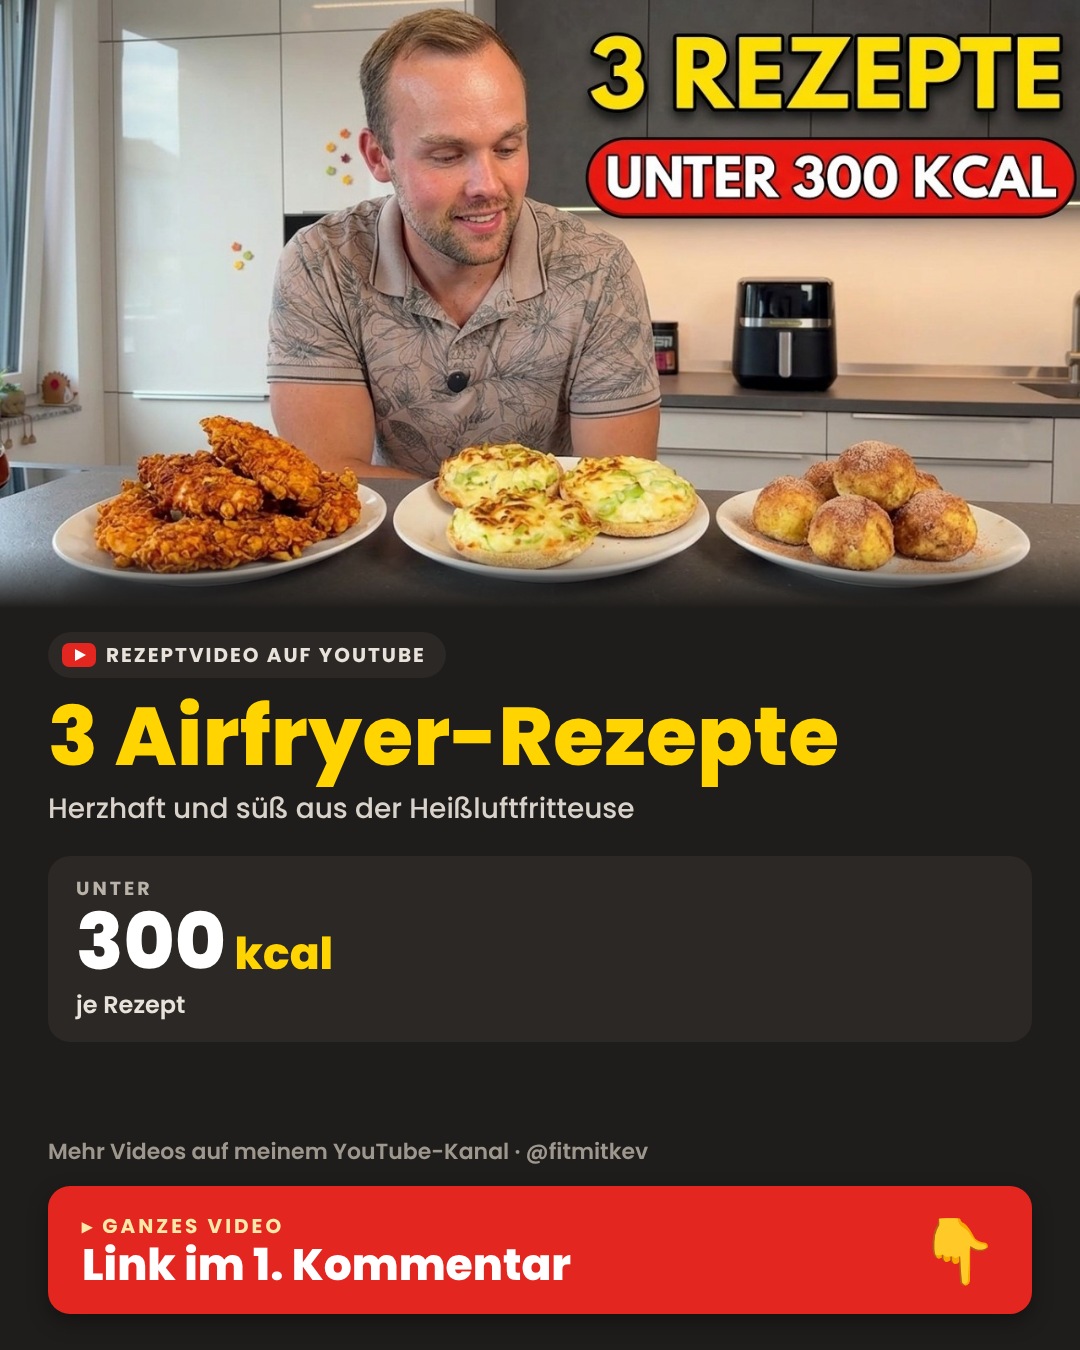 3 REZEPTE
UNTER 300 KCAL
REZEPTVIDEO AUF YOUTUBE
3 Airfryer-Rezepte
Herzhaft und süß aus der Heißluftfritteuse
UNTER
300 kcal
je Rezept
Mehr Videos auf meinem YouTube-Kanal · @fitmitkev
▸ GANZES VIDEO
Link im 1. Kommentar